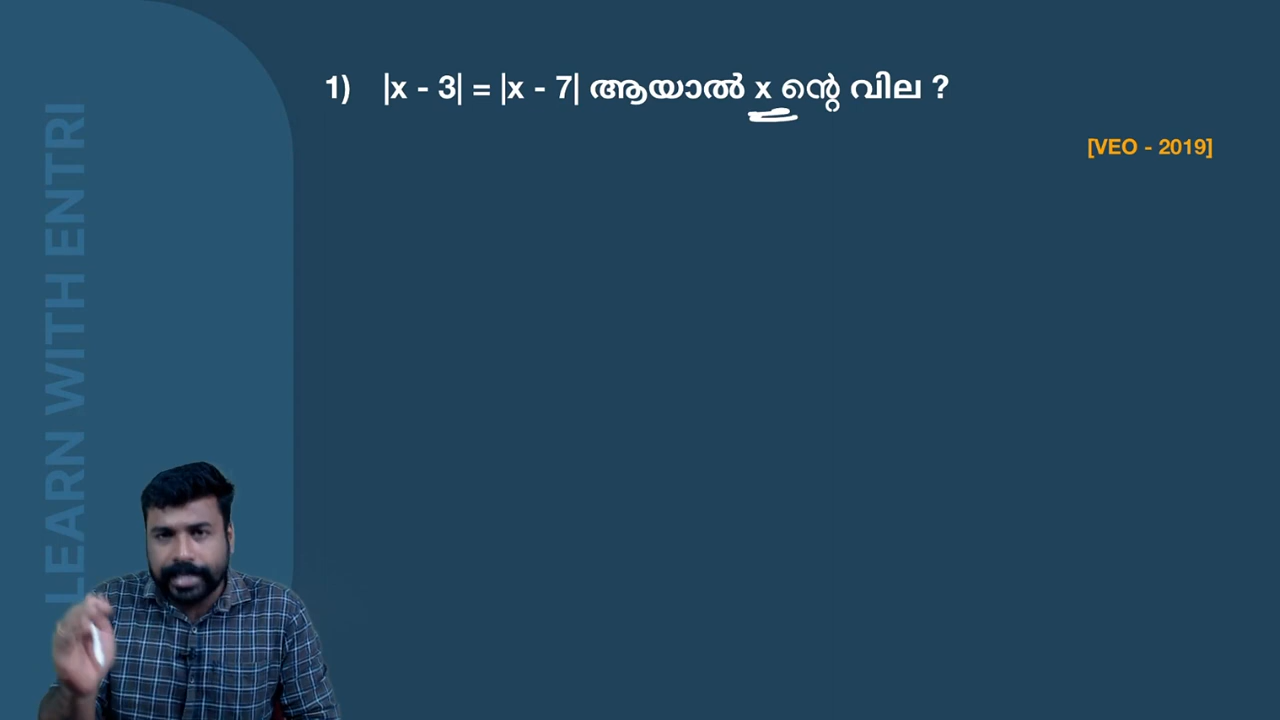 1) |x - 3| = |x - 7| ആയാൽ x ന്റെ വില ?
[VEO - 2019]
LEARN WITH ENTRI